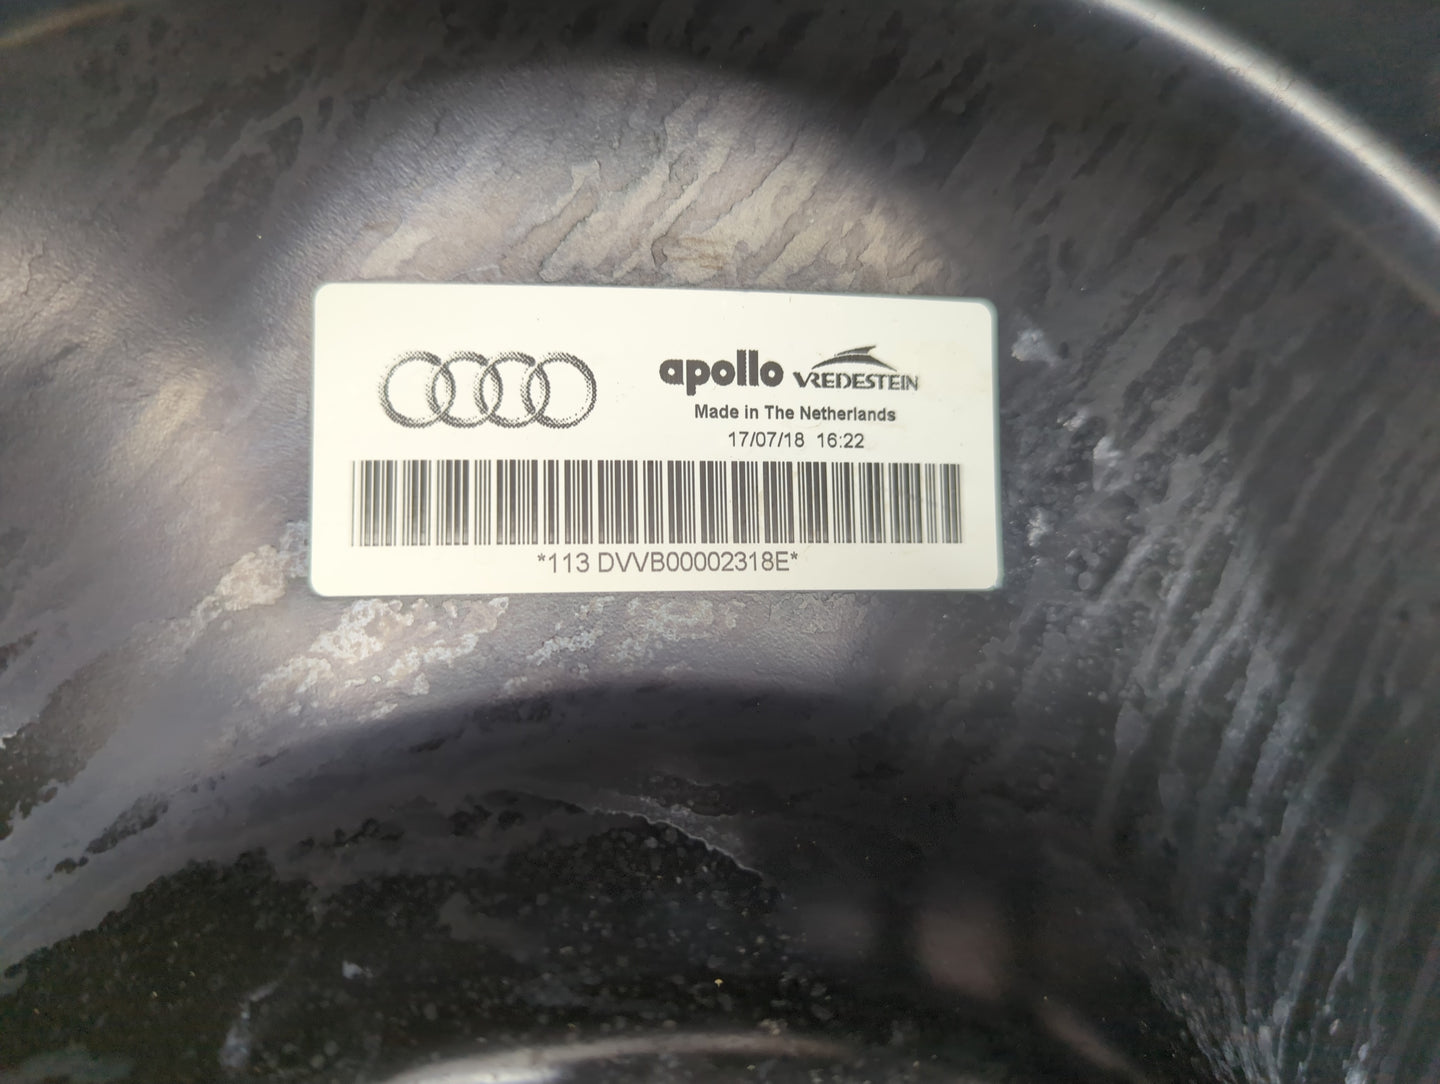 apollo VREDESTEIN
Made in The Netherlands
17/07/18 16:22
*113 DVVB00002318E*